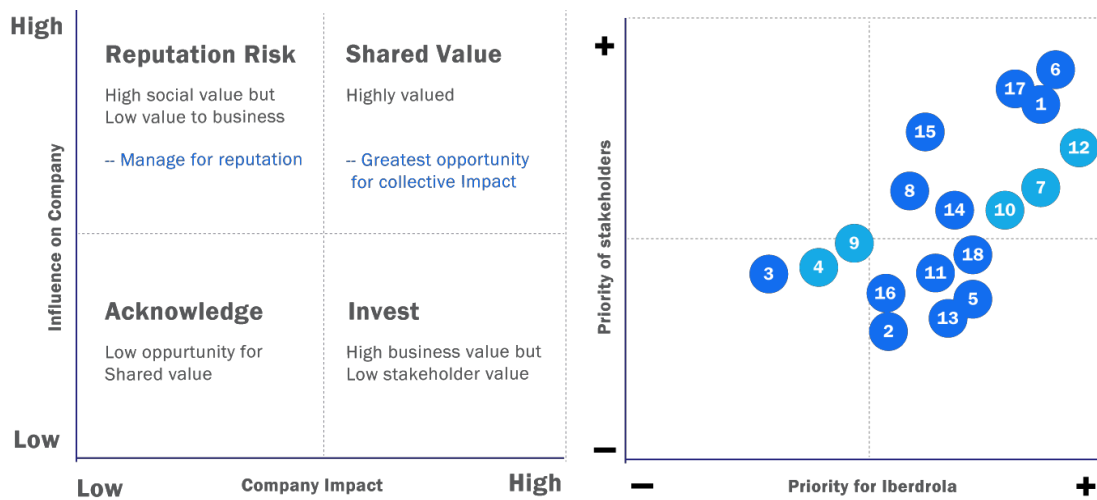 High
Influence on Company
Low
Reputation Risk
High social value but
Low value to business
-- Manage for reputation
Shared Value
Highly valued
-- Greatest opportunity
for collective Impact
Acknowledge
Low oppurtunity for
Shared value
Invest
High business value but
Low stakeholder value
Low
Company Impact
High
+
Priority of stakeholders
–
6
17
1
15
12
8
7
14
10
9
18
3
4
11
16
5
13
2
–
Priority for Iberdrola
+